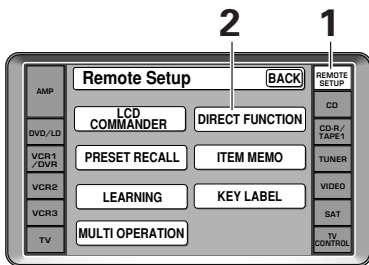 2 1
Remote Setup BACK
REMOTE
SETUP
AMP
CD
LCD
COMMANDER
DIRECT FUNCTION
DVD/LD
CD-R/
TAPE1
VCR1
/DVR
PRESET RECALL
ITEM MEMO
TUNER
VCR2
LEARNING
KEY LABEL
VIDEO
VCR3
SAT
TV
MULTI OPERATION
TV
CONTROL